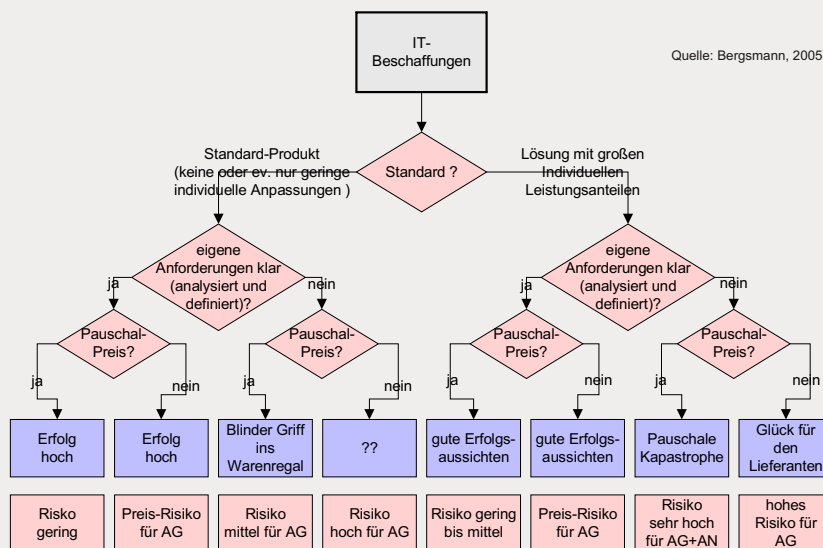 IT-
Beschaffungen
Quelle: Bergsmann, 2005
Standard-Produkt
(keine oder ev. nur geringe
individuelle Anpassungen )
Standard ?
Lösung mit großen
Individuellen
Leistungsanteilen
eigene
Anforderungen klar
(analysiert und
definiert)?
ja
nein
eigene
Anforderungen klar
(analysiert und
definiert)?
ja
nein
Pauschal-
Preis?
ja
nein
Pauschal-
Preis?
ja
nein
Pauschal-
Preis?
ja
nein
Pauschal-
Preis?
ja
nein
Erfolg
hoch
Erfolg
hoch
Blinder Griff
ins
Warenregal
??
gute Erfolgs-
aussichten
gute Erfolgs-
aussichten
Pauschale
Kapastrophe
Glück für
den
Lieferanten
Risko
gering
Preis-Risiko
für AG
Risiko
mittel für AG
Risiko
hoch für AG
Risiko gering
bis mittel
Preis-Risiko
für AG
Risiko
sehr hoch
für AG+AN
hohes
Risiko für
AG